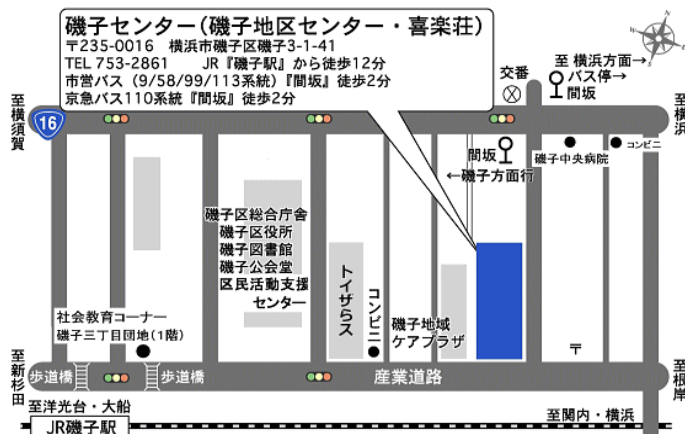 磯子センター(磯子地区センター・喜楽荘)
〒235-0016 横浜市磯子区磯子3-1-41
TEL 753-2861 JR『磯子駅』から徒歩12分
市営バス(9/58/99/113系統)『間坂』徒歩2分
京急バス110系統『間坂』徒歩2分
N
E
S
W
交番
至 横浜方面→
バス停→
間坂
至横須賀
16
至横浜
間坂
←磯子方面行
磯子中央病院
コンビニ
磯子区総合庁舎
磯子区役所
磯子図書館
磯子公会堂
区民活動支援
センター
トイザらス
コンビニ
磯子地域
ケアプラザ
社会教育コーナー
磯子三丁目団地(1階)
〒
至新杉田
歩道橋
歩道橋
産業道路
至根岸
至洋光台・大船
至関内・横浜
JR磯子駅